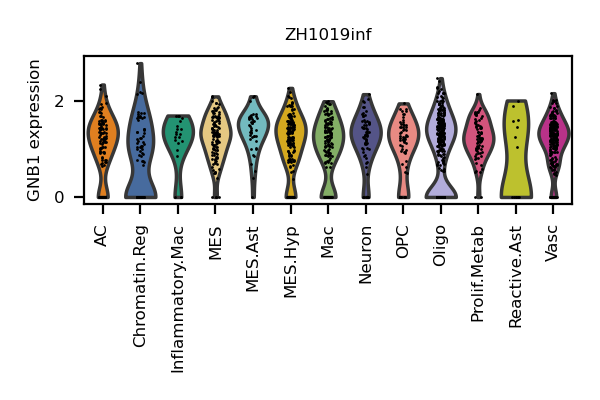 ZH1019inf
GNB1 expression
2
0
AC
Chromatin.Reg
Inflammatory.Mac
MES
MES.Ast
MES.Hyp
Mac
Neuron
OPC
Oligo
Prolif.Metab
Reactive.Ast
Vasc